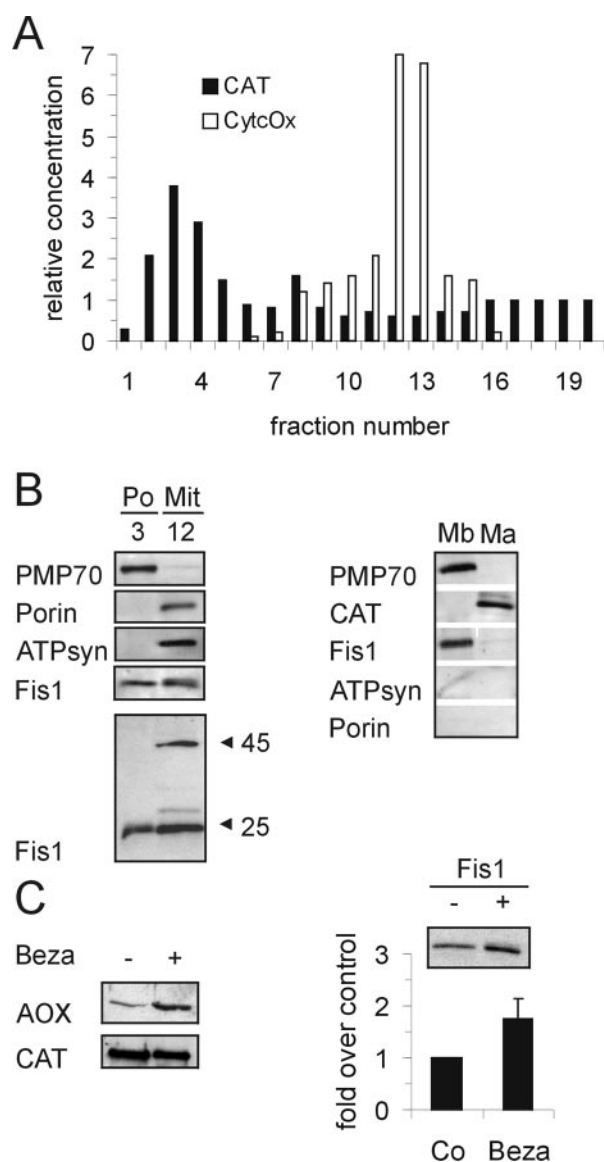 A
relative concentration
7
6
5
4
3
2
1
0
CAT
CytcOx
1 4 7 10 13 16 19
fraction number
B
Po Mit
3 12
PMP70
Porin
ATPsyn
Fis1
45
25
Fis1
Mb Ma
PMP70
CAT
Fis1
ATPsyn
Porin
C
Beza - +
AOX
CAT
Fis1
- +
fold over control
3
2
1
0
Co Beza